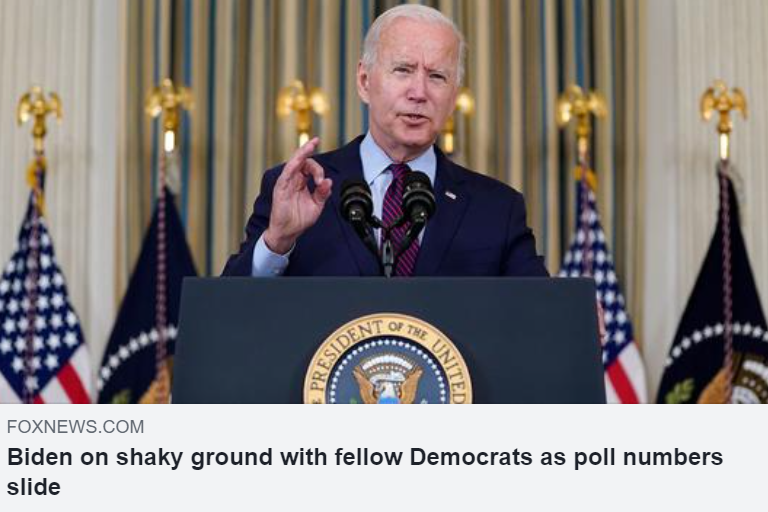 PRESIDENT OF THE UNITED
FOXNEWS.COM
Biden on shaky ground with fellow Democrats as poll numbers
slide